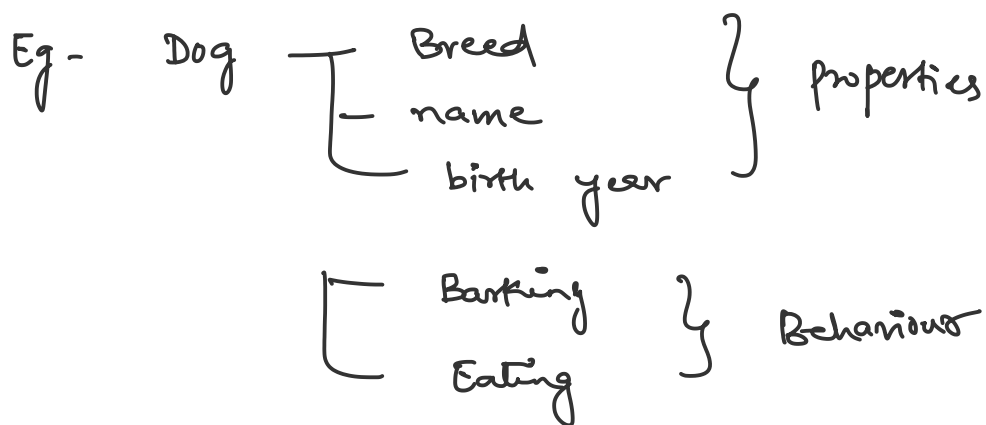 Eg - Dog Breed
name
birth year
properties
Barking
Eating
Behaviour